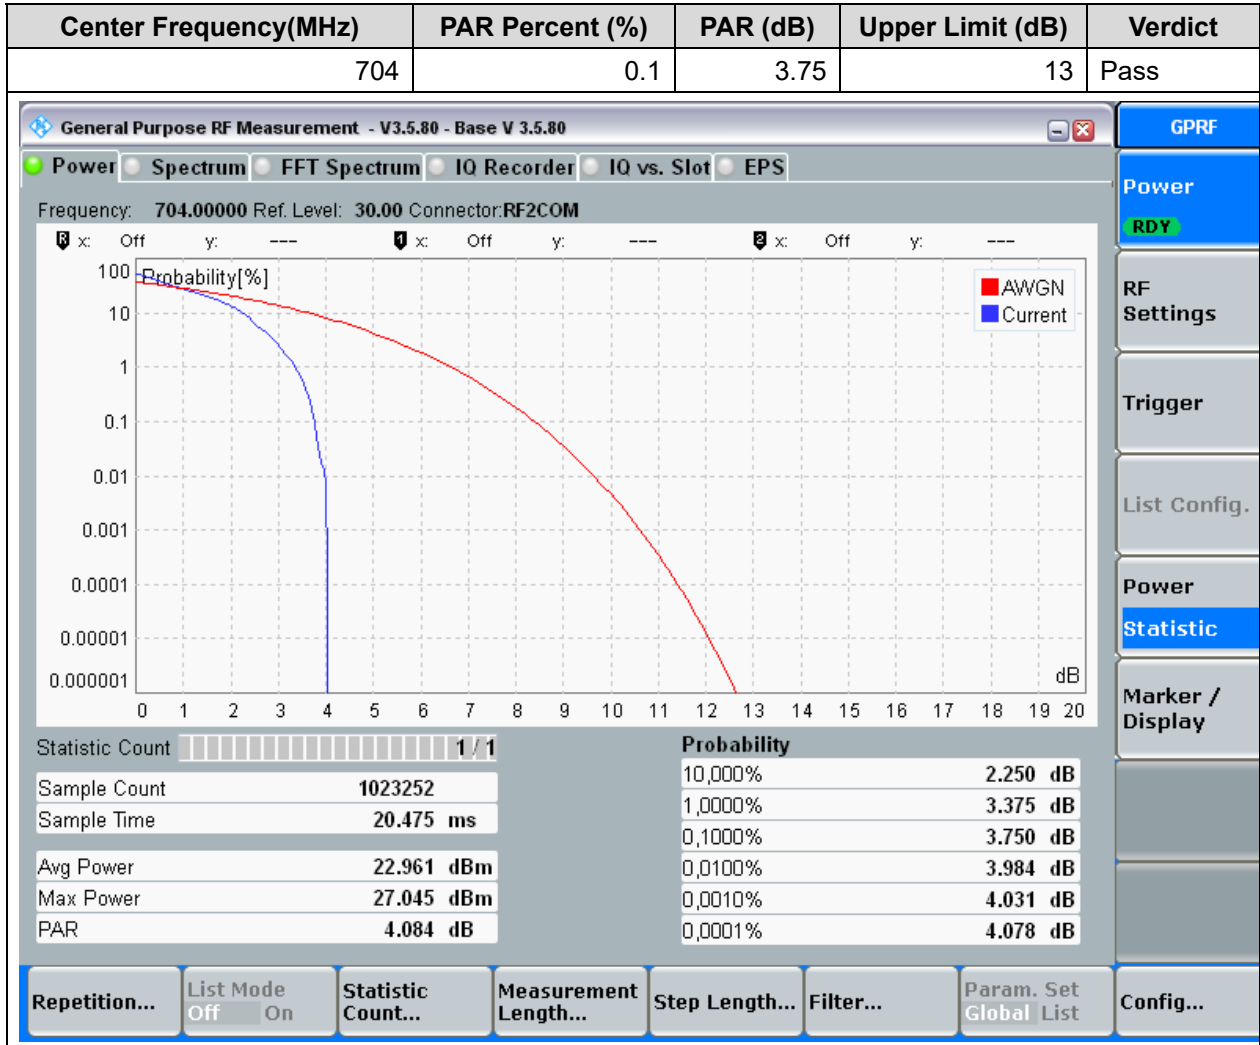 Center Frequency(MHz) PAR Percent (%) PAR (dB) Upper Limit (dB) Verdict
704 0.1 3.75 13 Pass
General Purpose RF Measurement - V3.5.80 - Base V 3.5.80
GPRF
Power Spectrum FFT Spectrum IQ Recorder IQ vs. Slot EPS
Power
RDY
Frequency: 704.00000 Ref. Level: 30.00 Connector:RF2COM
R x: Off y: --- 1 x: Off y: --- 2 x: Off y: ---
Probability[%]
AWGN
Current
100
10
1
0.1
0.01
0.001
0.0001
0.00001
0.000001
dB
0 1 2 3 4 5 6 7 8 9 10 11 12 13 14 15 16 17 18 19 20
RF
Settings
Trigger
List Config.
Power
Statistic
Marker /
Display
Statistic Count 1 / 1
Sample Count 1023252
Sample Time 20.475 ms
Avg Power 22.961 dBm
Max Power 27.045 dBm
PAR 4.084 dB
Probability
10,000% 2.250 dB
1,0000% 3.375 dB
0,1000% 3.750 dB
0,0100% 3.984 dB
0,0010% 4.031 dB
0,0001% 4.078 dB
Repetition...
List Mode
Off On
Statistic
Count...
Measurement
Length...
Step Length...
Filter...
Param. Set
Global List
Config...